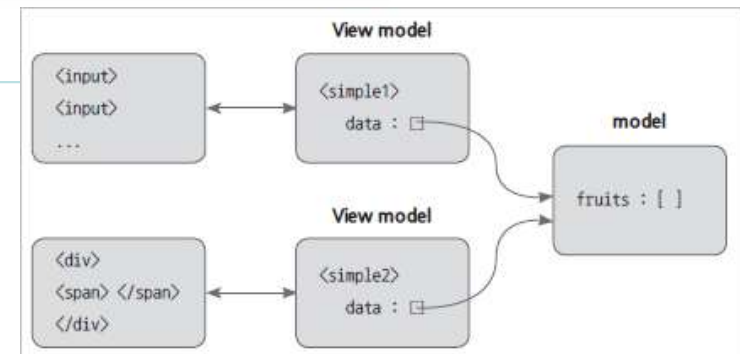 View model
<input>
<input>
...
<simple1>
data : □
model
fruits : [ ]
View model
<div>
<span> </span>
</div>
<simple2>
data : □